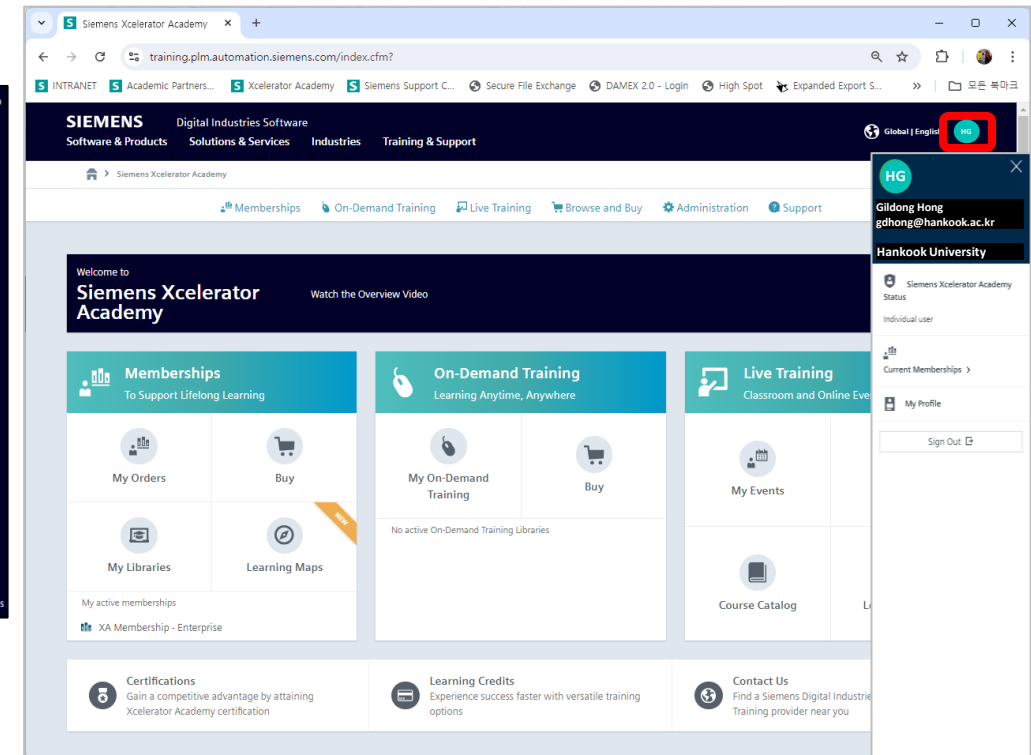 Siemens Xcelerator Academy
training.plm.automation.siemens.com/index.cfm?
INTRANET Academic Partners... Xcelerator Academy Siemens Support C... Secure File Exchange DAMEX 2.0 - Login High Spot Expanded Export S... » 모든 북마크
SIEMENS Digital Industries Software
Software & Products Solutions & Services Industries Training & Support
Global | English HG
Siemens Xcelerator Academy
Memberships On-Demand Training Live Training Browse and Buy Administration Support
HG
Gildong Hong
gdhong@hankook.ac.kr
Hankook University
Siemens Xcelerator Academy
Status
Individual user
Current Memberships >
My Profile
Sign Out
Welcome to
Siemens Xcelerator
Academy
Watch the Overview Video
Memberships
To Support Lifelong Learning
My Orders
Buy
My Libraries
Learning Maps
NEW
My active memberships
XA Membership - Enterprise
On-Demand Training
Learning Anytime, Anywhere
My On-Demand
Training
Buy
No active On-Demand Training Libraries
Live Training
Classroom and Online Eve
My Events
Course Catalog
L
Certifications
Gain a competitive advantage by attaining
Xcelerator Academy certification
Learning Credits
Experience success faster with versatile training
options
Contact Us
Find a Siemens Digital Industrie
Training provider near you